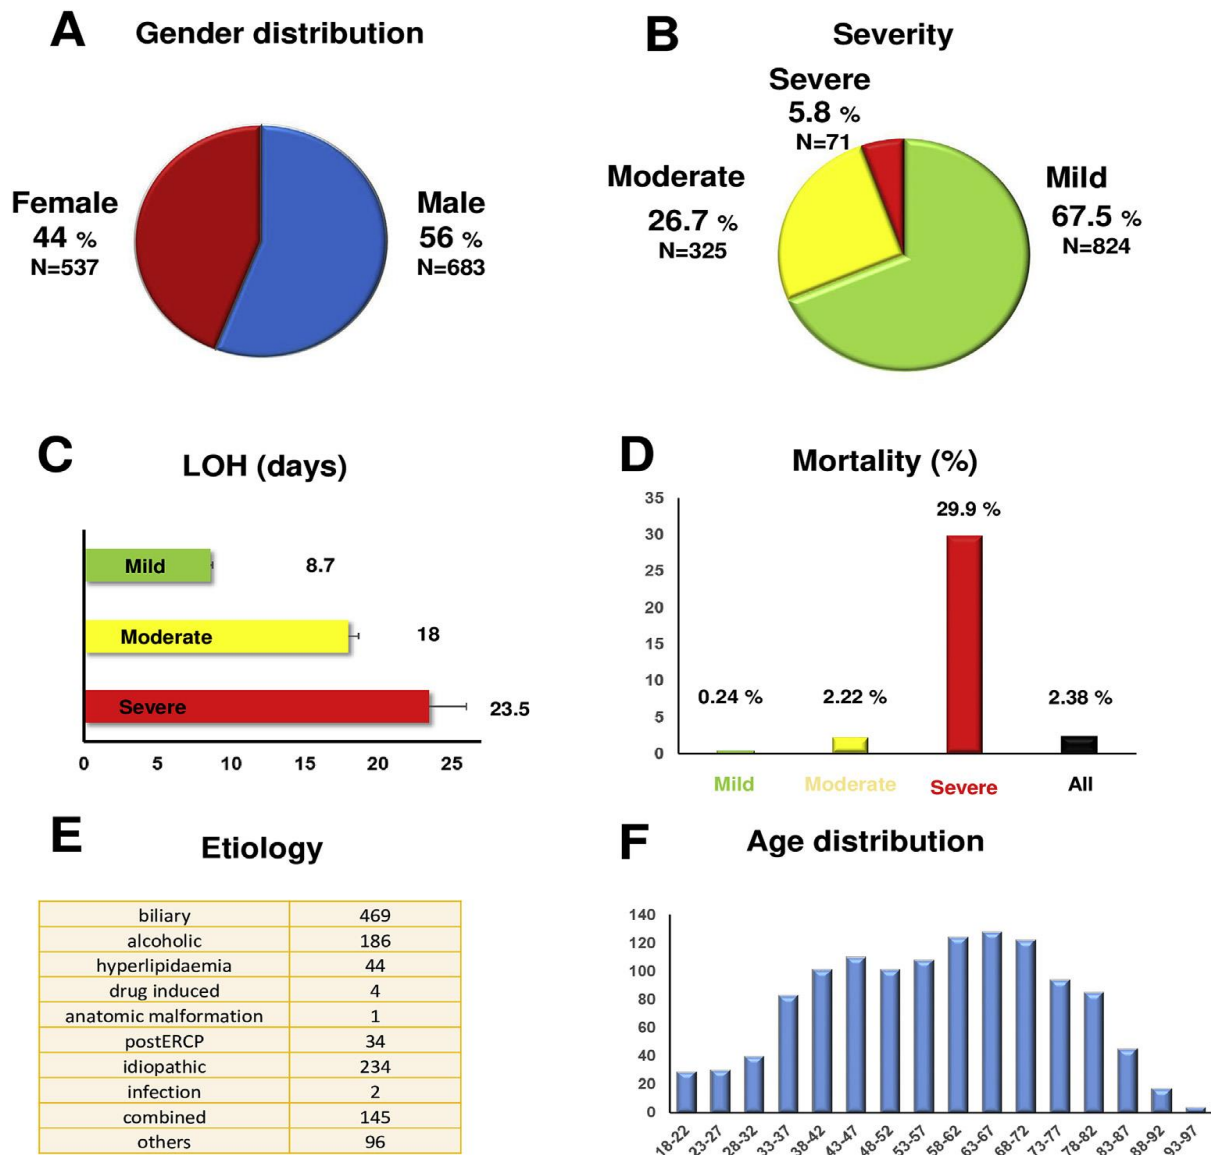 A Gender distribution
Female
44 %
N=537
Male
56 %
N=683
B Severity
Severe
5.8 %
N=71
Moderate
26.7 %
N=325
Mild
67.5 %
N=824
C LOH (days)
Mild 8.7
Moderate 18
Severe 23.5
0 5 10 15 20 25
D Mortality (%)
35
30
25
20
15
10
5
0
0.24 % 2.22 % 29.9 % 2.38 %
Mild Moderate Severe All
E Etiology
biliary 469
alcoholic 186
hyperlipidaemia 44
drug induced 4
anatomic malformation 1
postERCP 34
idiopathic 234
infection 2
combined 145
others 96
F Age distribution
140
120
100
80
60
40
20
0
18-22 23-27 28-32 33-37 38-42 43-47 48-52 53-57 58-62 63-67 68-72 73-77 78-82 83-87 88-92 93-97